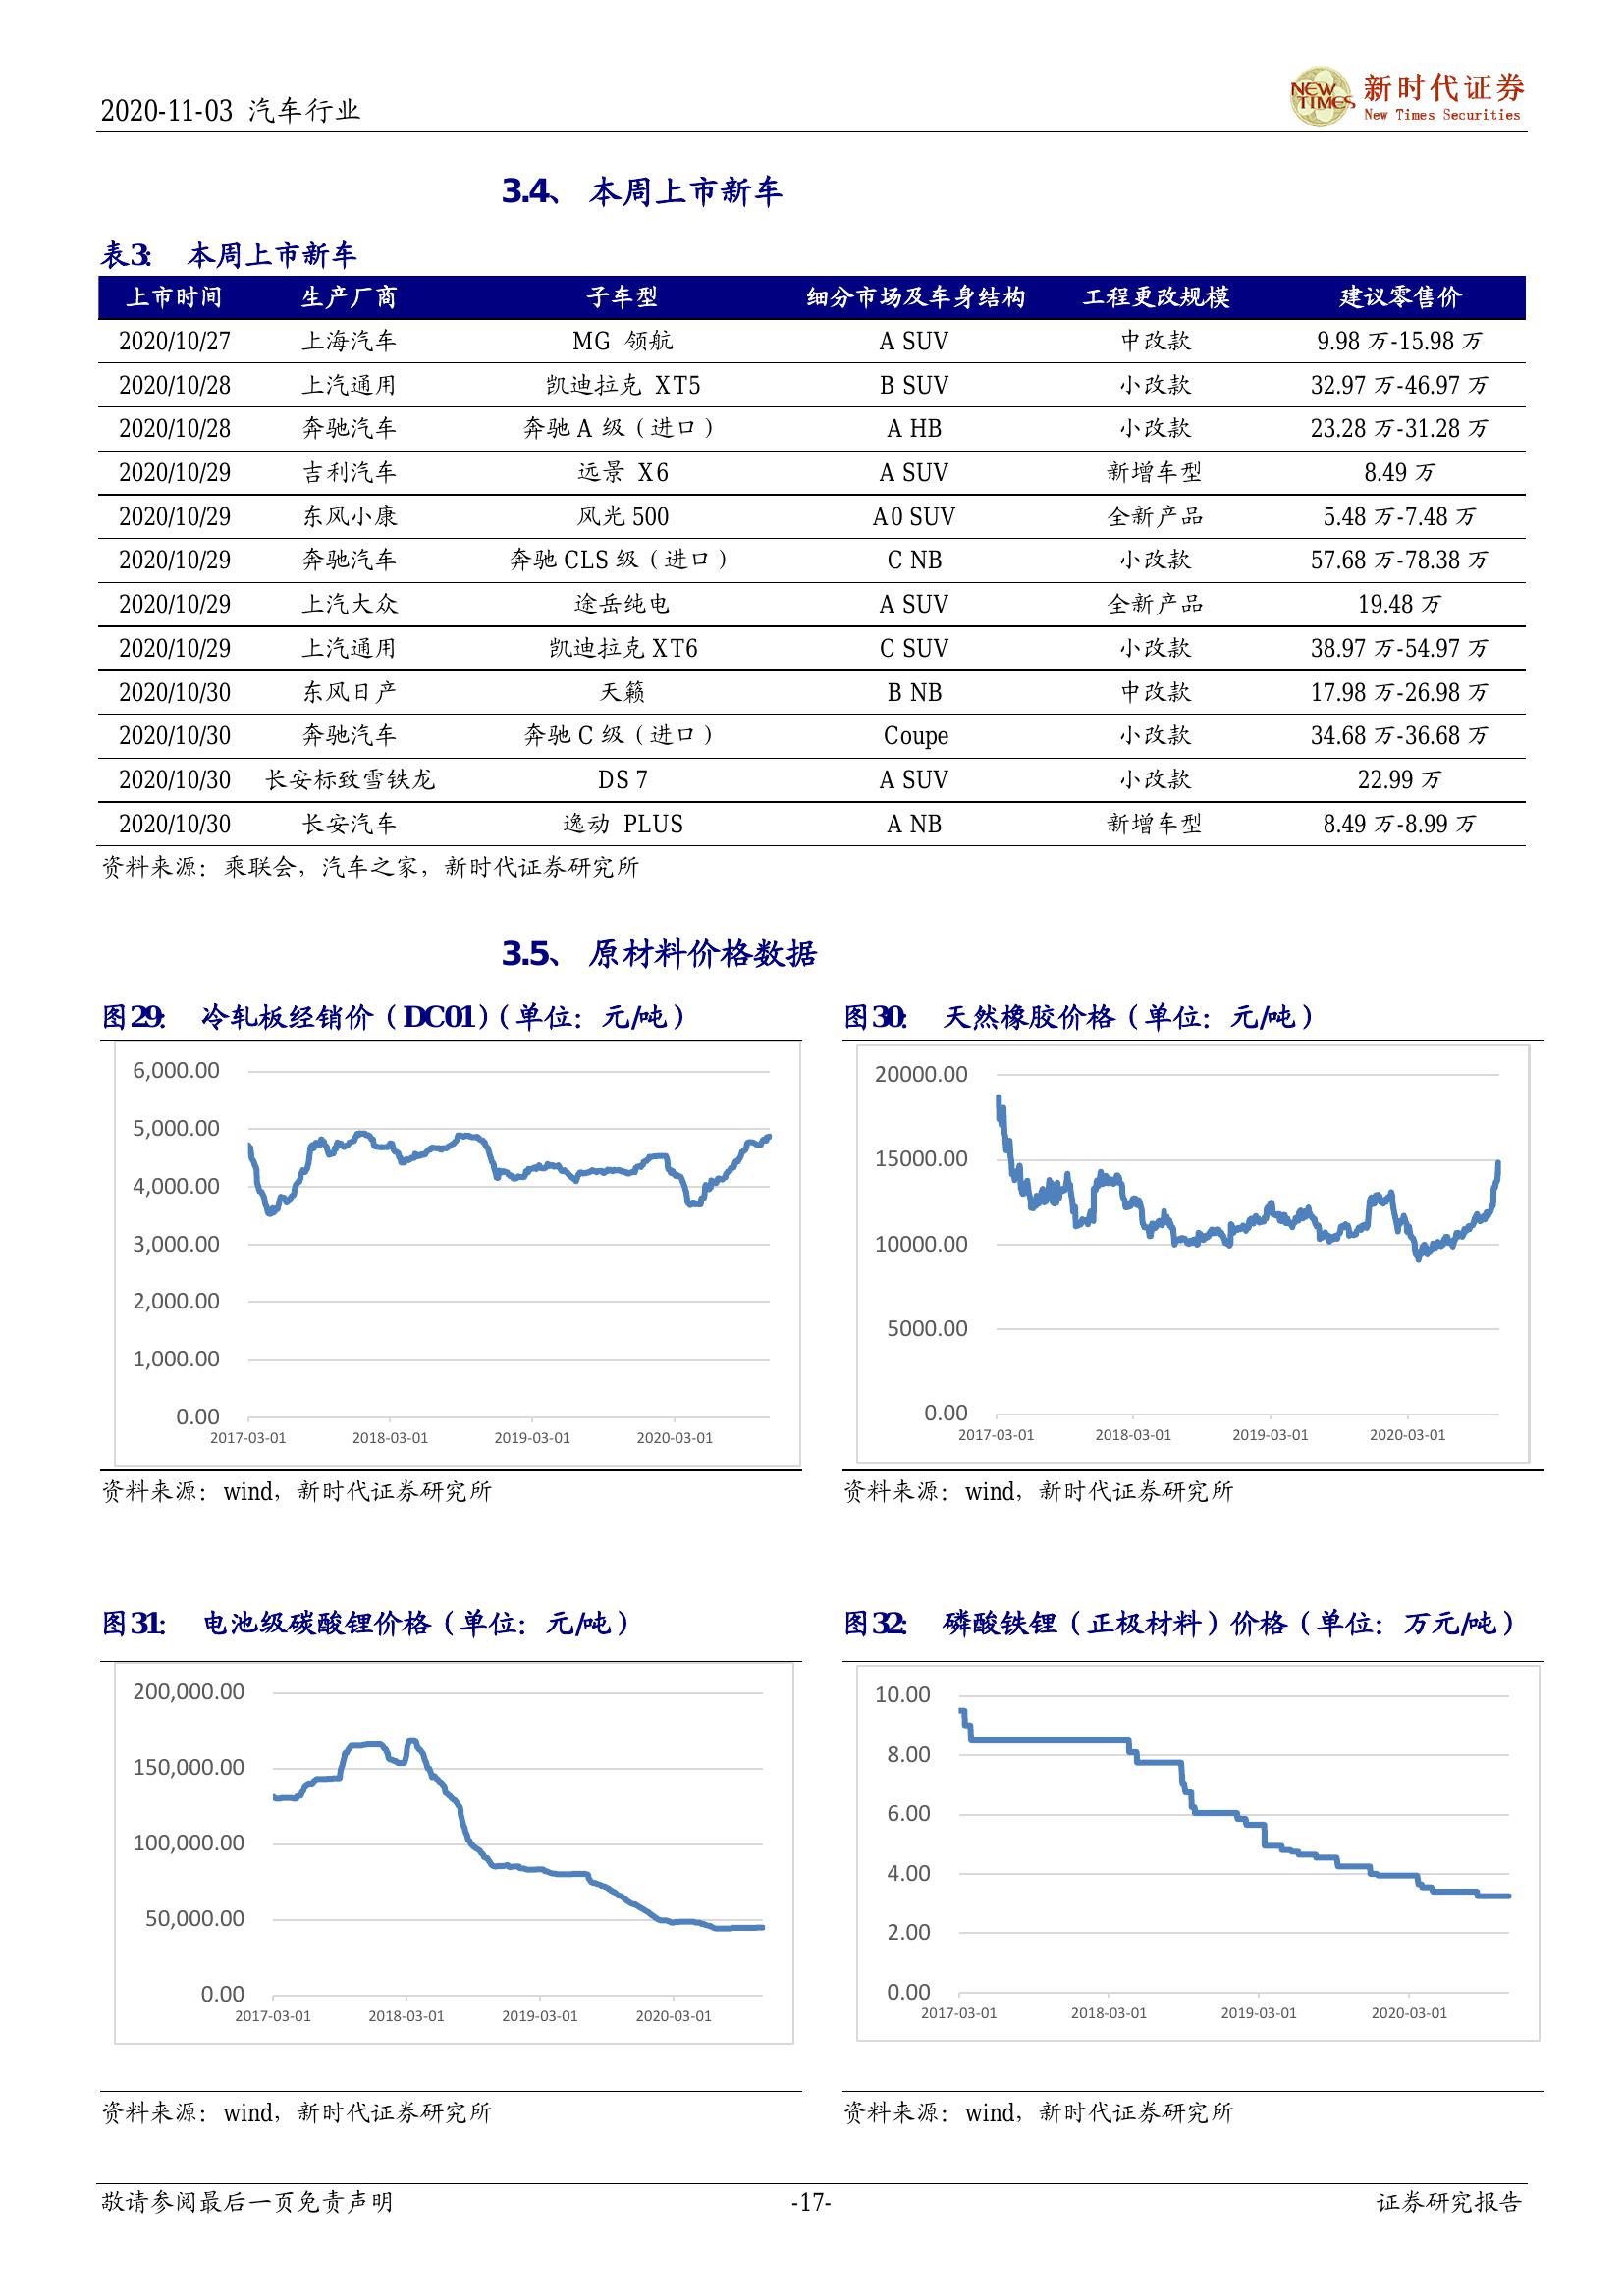 2020-11-03 汽车行业
NEW TIMES 新时代证券
New Times Securities
3.4、 本周上市新车
表3: 本周上市新车
上市时间 生产厂商 子车型 细分市场及车身结构 工程更改规模 建议零售价
2020/10/27 上海汽车 MG 领航 A SUV 中改款 9.98 万-15.98 万
2020/10/28 上汽通用 凯迪拉克 XT5 B SUV 小改款 32.97 万-46.97 万
2020/10/28 奔驰汽车 奔驰 A 级（进口） A HB 小改款 23.28 万-31.28 万
2020/10/29 吉利汽车 远景 X6 A SUV 新增车型 8.49 万
2020/10/29 东风小康 风光 500 A0 SUV 全新产品 5.48 万-7.48 万
2020/10/29 奔驰汽车 奔驰 CLS 级（进口） C NB 小改款 57.68 万-78.38 万
2020/10/29 上汽大众 途岳纯电 A SUV 全新产品 19.48 万
2020/10/29 上汽通用 凯迪拉克 XT6 C SUV 小改款 38.97 万-54.97 万
2020/10/30 东风日产 天籁 B NB 中改款 17.98 万-26.98 万
2020/10/30 奔驰汽车 奔驰 C 级（进口） Coupe 小改款 34.68 万-36.68 万
2020/10/30 长安标致雪铁龙 DS 7 A SUV 小改款 22.99 万
2020/10/30 长安汽车 逸动 PLUS A NB 新增车型 8.49 万-8.99 万
资料来源：乘联会，汽车之家，新时代证券研究所
3.5、 原材料价格数据
图29: 冷轧板经销价（DC01）（单位：元/吨）
6,000.00
5,000.00
4,000.00
3,000.00
2,000.00
1,000.00
0.00
2017-03-01 2018-03-01 2019-03-01 2020-03-01
资料来源：wind，新时代证券研究所
图30: 天然橡胶价格（单位：元/吨）
20000.00
15000.00
10000.00
5000.00
0.00
2017-03-01 2018-03-01 2019-03-01 2020-03-01
资料来源：wind，新时代证券研究所
图31: 电池级碳酸锂价格（单位：元/吨）
200,000.00
150,000.00
100,000.00
50,000.00
0.00
2017-03-01 2018-03-01 2019-03-01 2020-03-01
资料来源：wind，新时代证券研究所
图32: 磷酸铁锂（正极材料）价格（单位：万元/吨）
10.00
8.00
6.00
4.00
2.00
0.00
2017-03-01 2018-03-01 2019-03-01 2020-03-01
资料来源：wind，新时代证券研究所
敬请参阅最后一页免责声明 -17- 证券研究报告